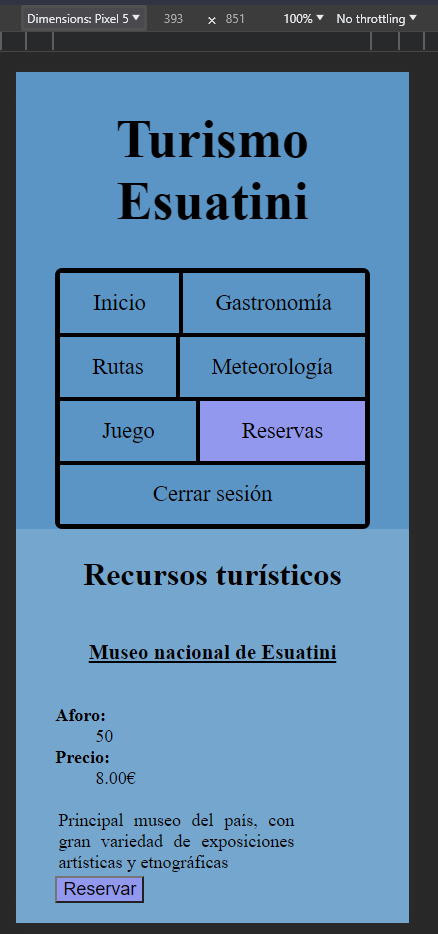 Dimensions: Pixel 5 ▼ 393 × 851 100% ▼ No throttling ▼
Turismo
Esuatini
Inicio Gastronomía
Rutas Meteorología
Juego Reservas
Cerrar sesión
Recursos turísticos
Museo nacional de Esuatini
Aforo:
50
Precio:
8.00€
Principal museo del país, con
gran variedad de exposiciones
artísticas y etnográficas
Reservar